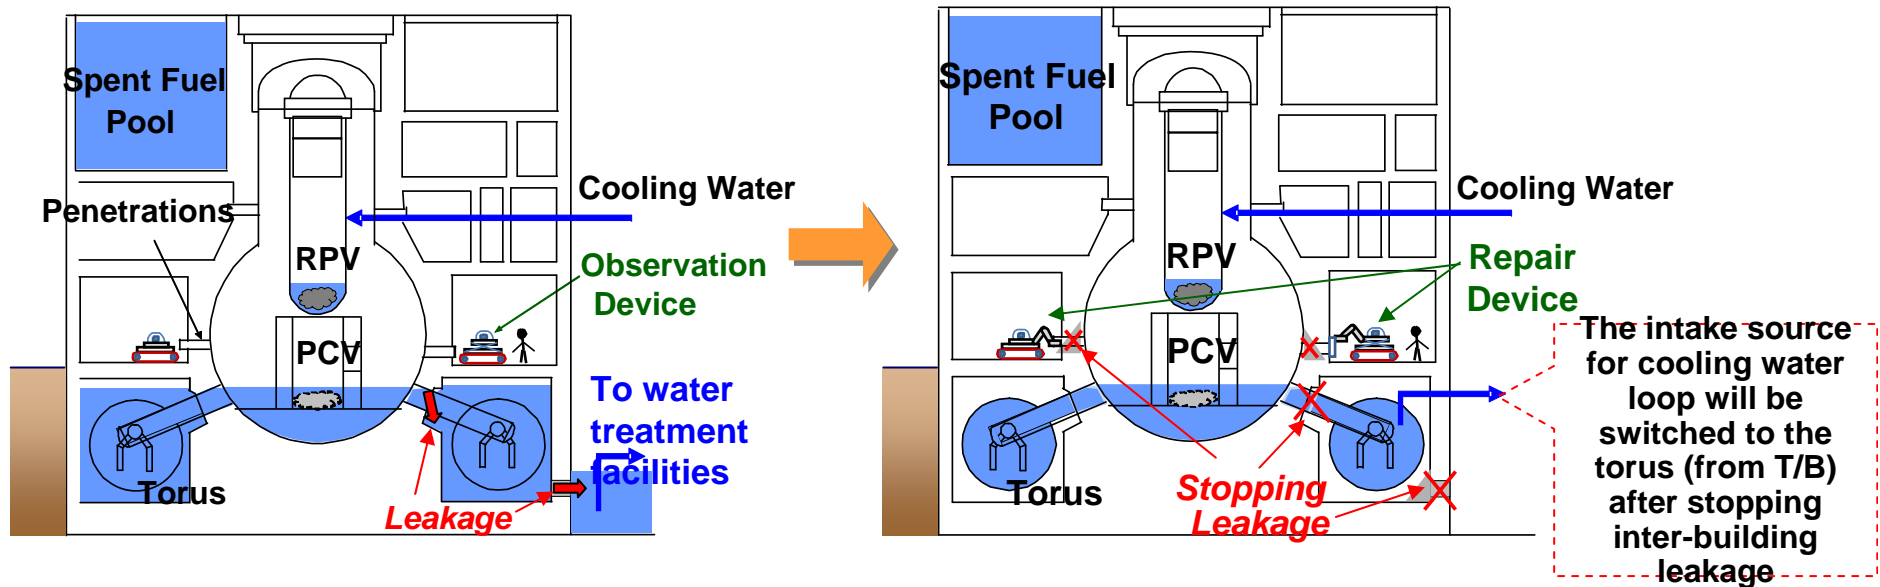 Spent Fuel
Pool
Penetrations
Cooling Water
RPV
Observation
Device
PCV
To water
treatment
facilities
Torus
Leakage
Spent Fuel
Pool
Cooling Water
RPV
Repair
Device
PCV
Torus
Stopping
Leakage
The intake source
for cooling water
loop will be
switched to the
torus (from T/B)
after stopping
inter-building
leakage